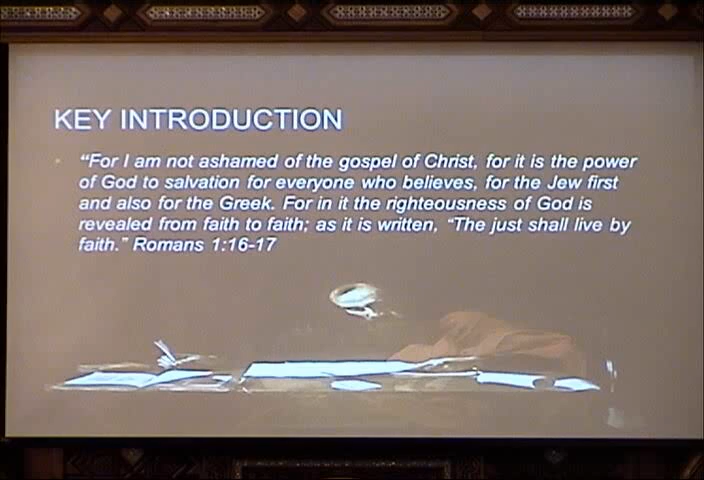 KEY INTRODUCTION
“For I am not ashamed of the gospel of Christ, for it is the power
of God to salvation for everyone who believes, for the Jew first
and also for the Greek. For in it the righteousness of God is
revealed from faith to faith; as it is written, “The just shall live by
faith.” Romans 1:16-17